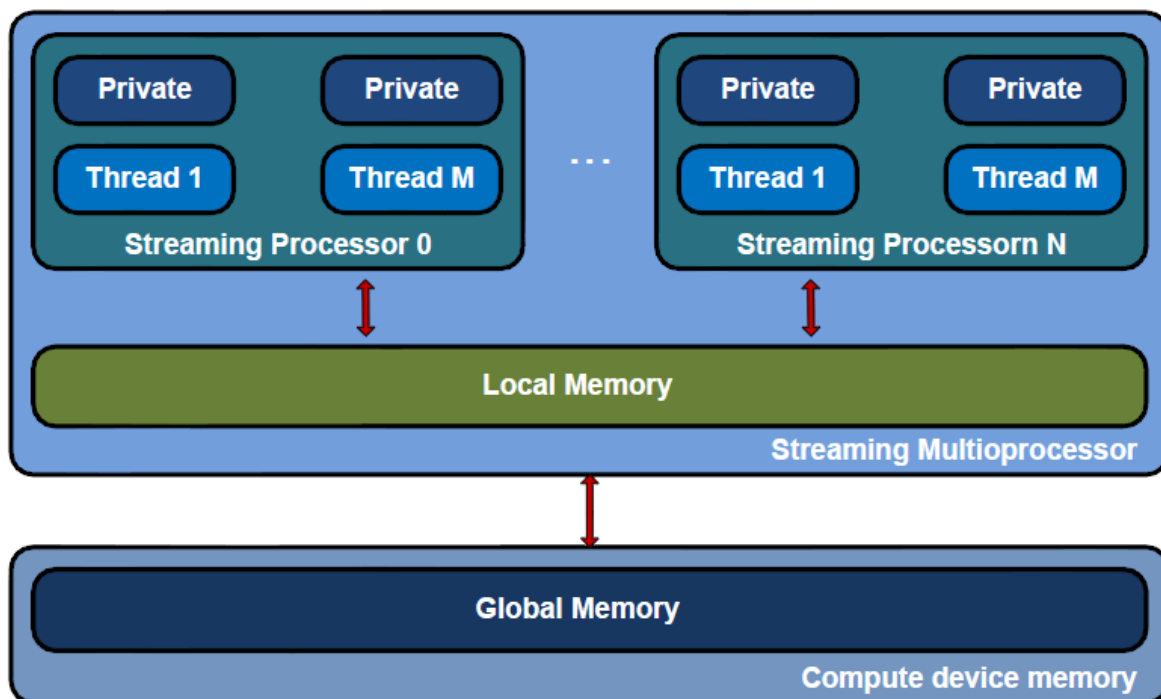 Private Private Private Private
Thread 1 Thread M ... Thread 1 Thread M
Streaming Processor 0 Streaming Processorn N
Local Memory
Streaming Multioprocessor
Global Memory
Compute device memory